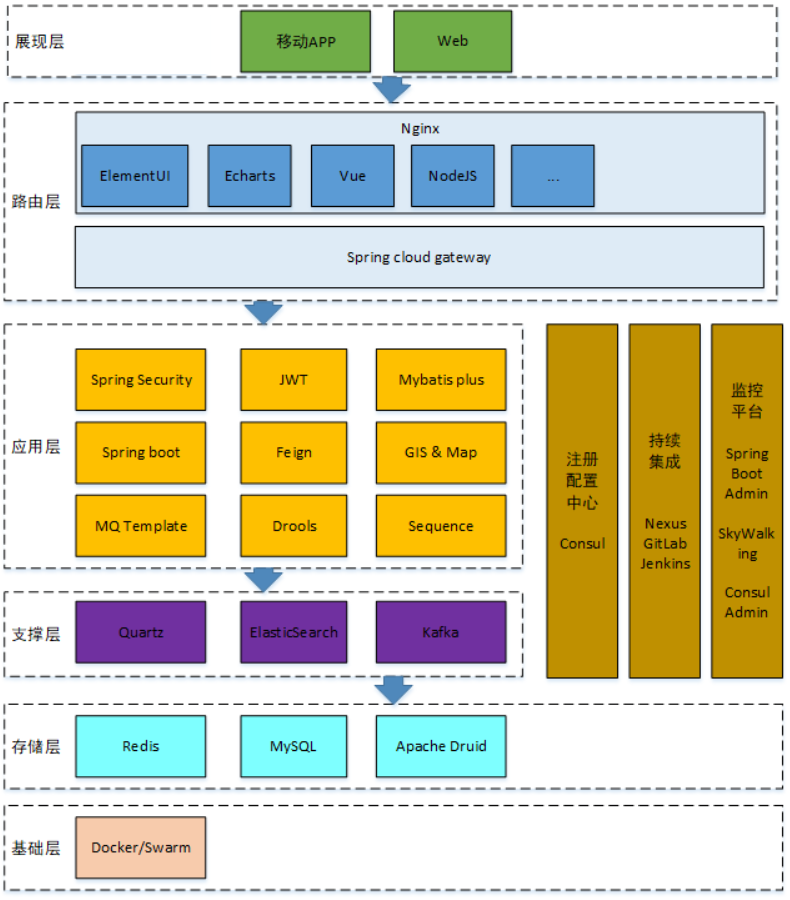 展现层
移动APP
Web
路由层
Nginx
ElementUI
Echarts
Vue
NodeJS
...
Spring cloud gateway
应用层
Spring Security
JWT
Mybatis plus
Spring boot
Feign
GIS & Map
MQ Template
Drools
Sequence
注册
配置
中心
Consul
持续
集成
Nexus
GitLab
Jenkins
监控
平台
Spring
Boot
Admin
SkyWalk
ing
Consul
Admin
支撑层
Quartz
ElasticSearch
Kafka
存储层
Redis
MySQL
Apache Druid
基础层
Docker/Swarm